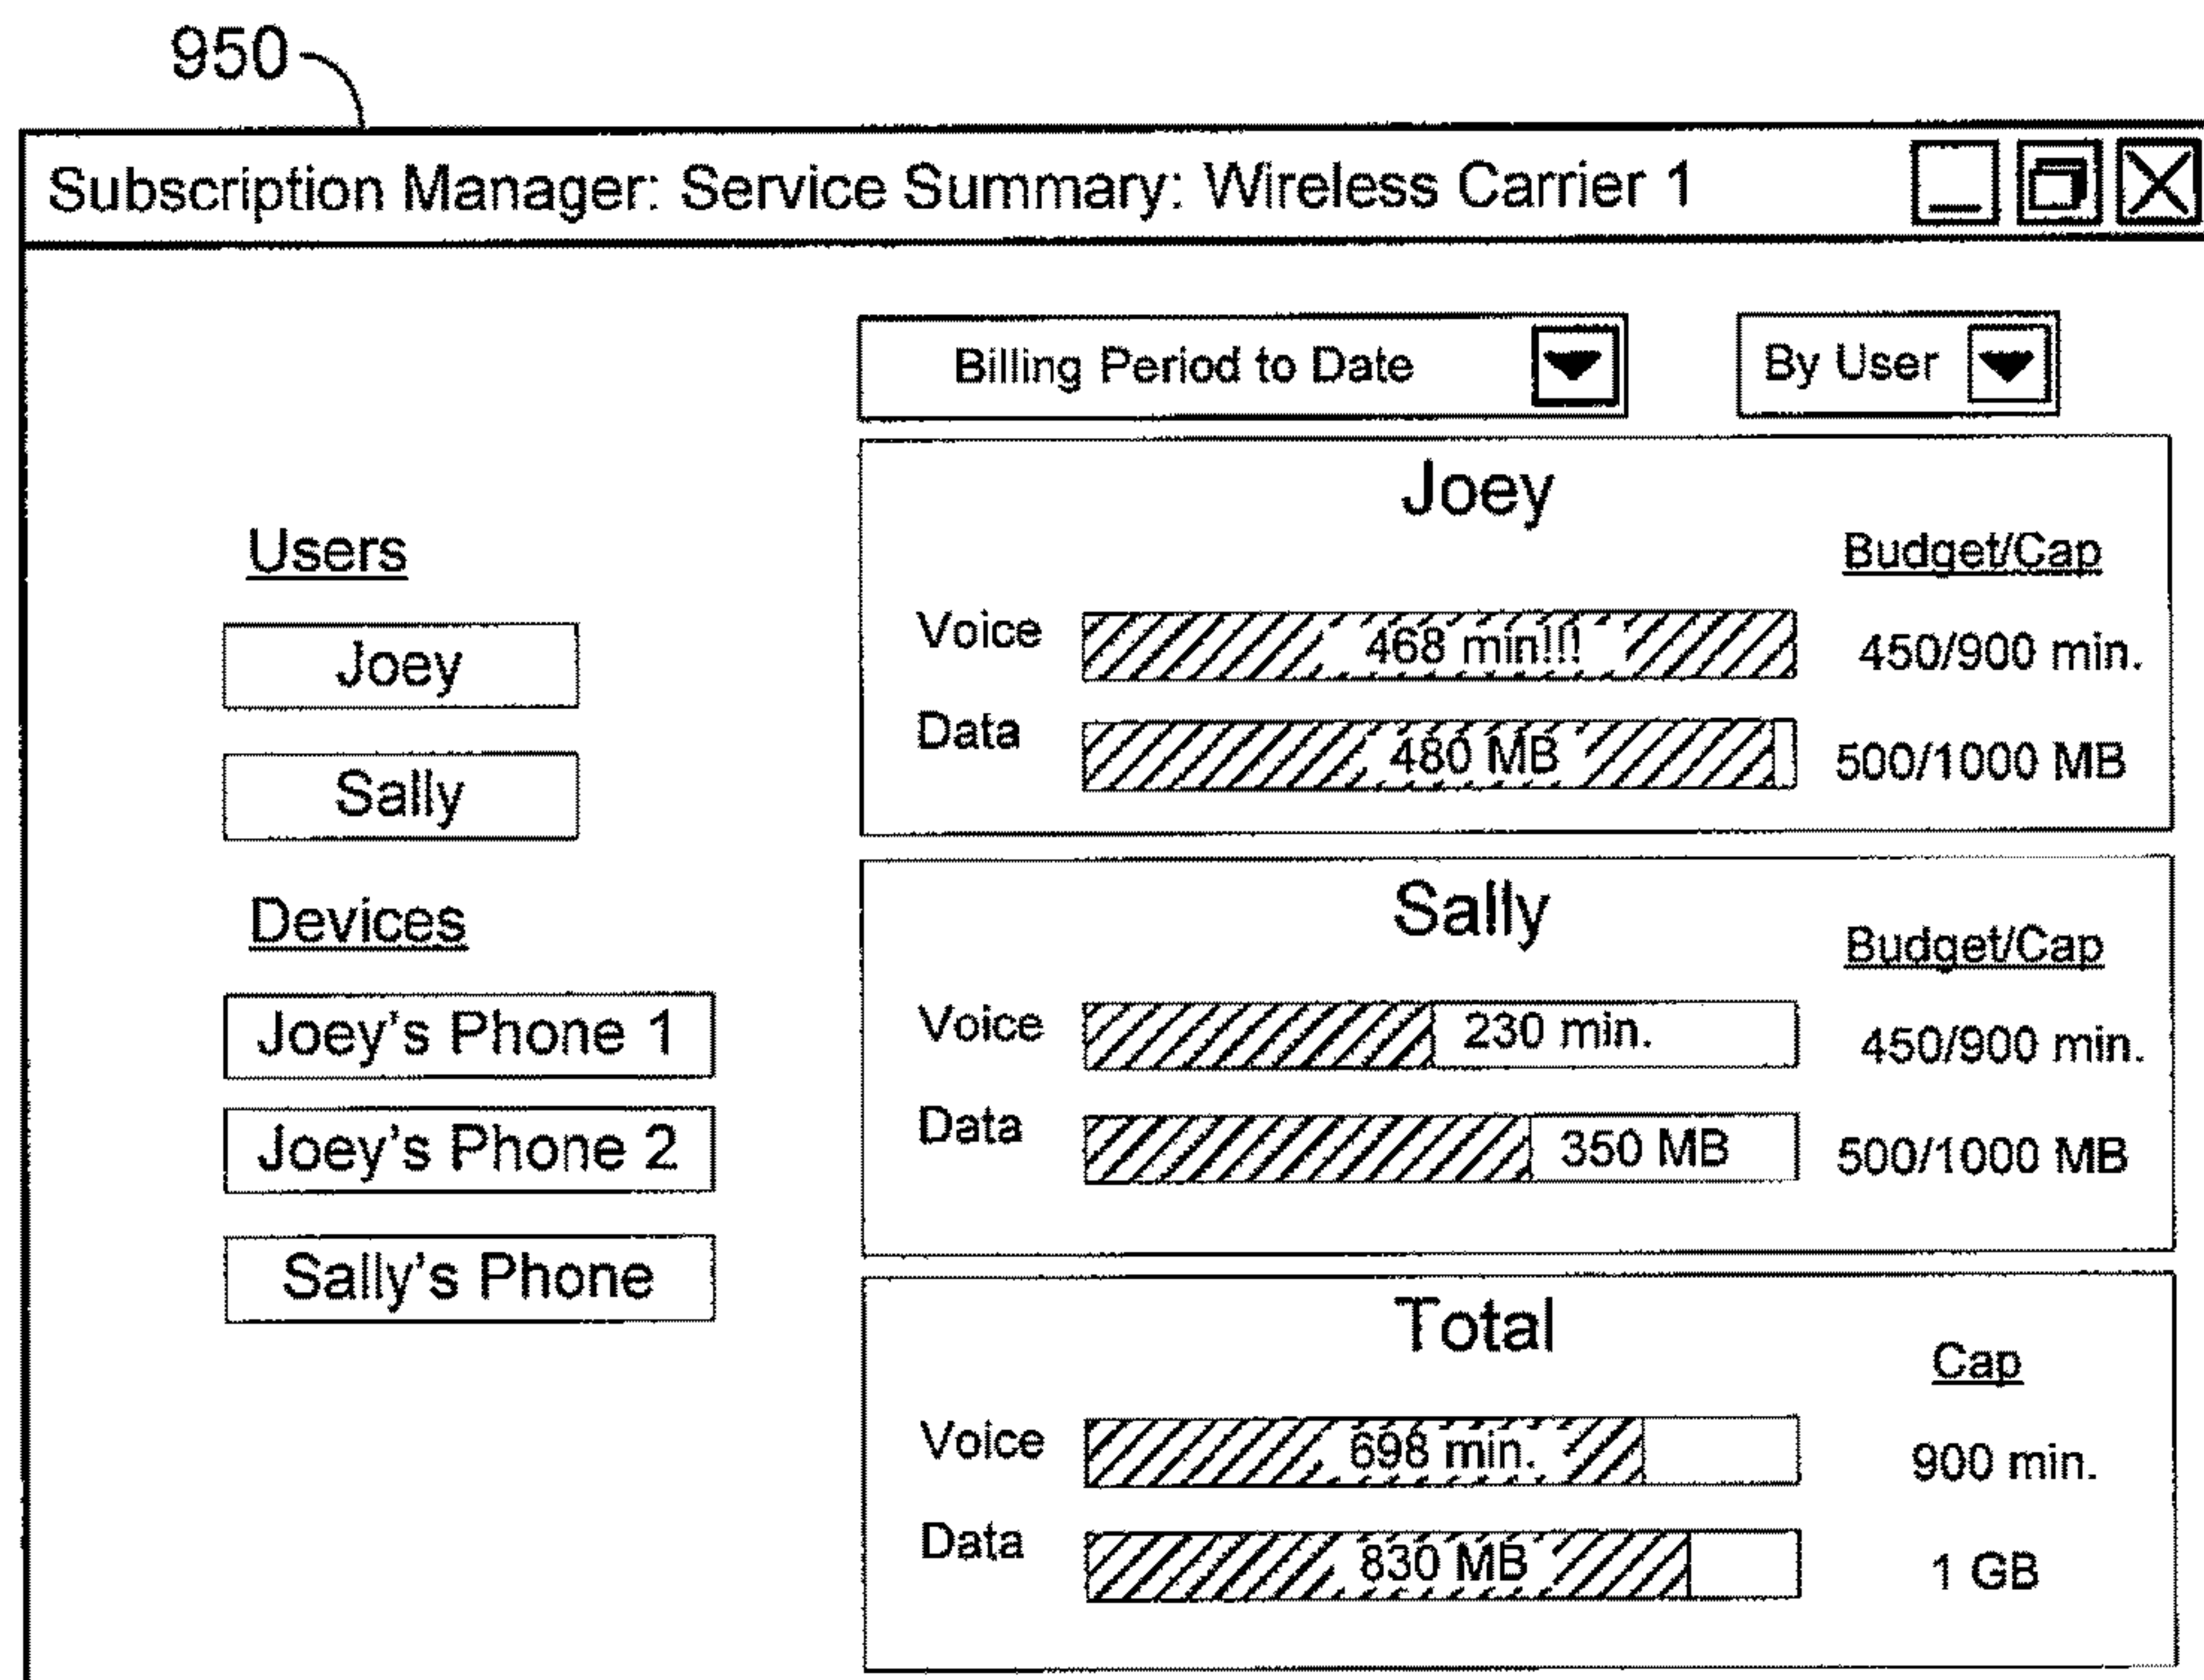 950
Subscription Manager: Service Summary: Wireless Carrier 1
Billing Period to Date
By User
Users
Joey
Sally
Devices
Joey's Phone 1
Joey's Phone 2
Sally's Phone
Joey
Budget/Cap
Voice 468 min!!! 450/900 min.
Data 480 MB 500/1000 MB
Sally
Budget/Cap
Voice 230 min. 450/900 min.
Data 350 MB 500/1000 MB
Total
Cap
Voice 698 min. 900 min.
Data 830 MB 1 GB